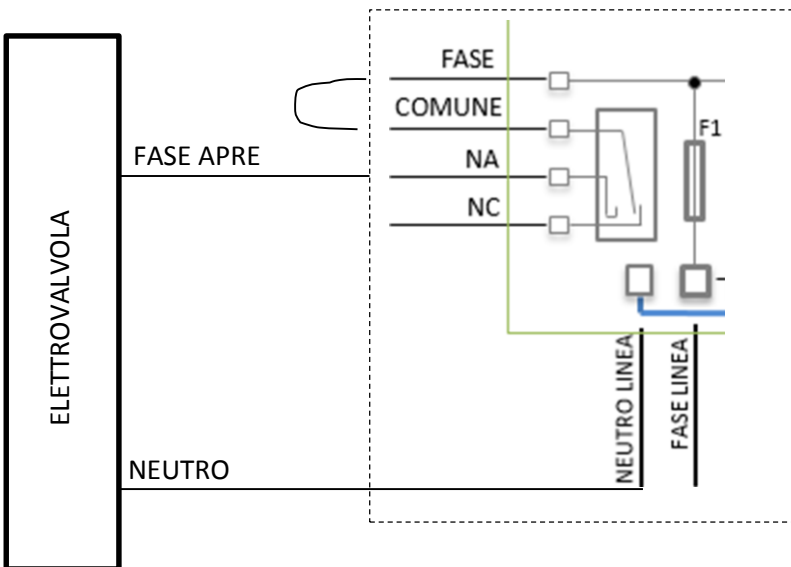 FASE
COMUNE
F1
FASE APRE
NA
NC
ELETTROVALVOLA
NEUTRO LINEA
FASE LINEA
NEUTRO